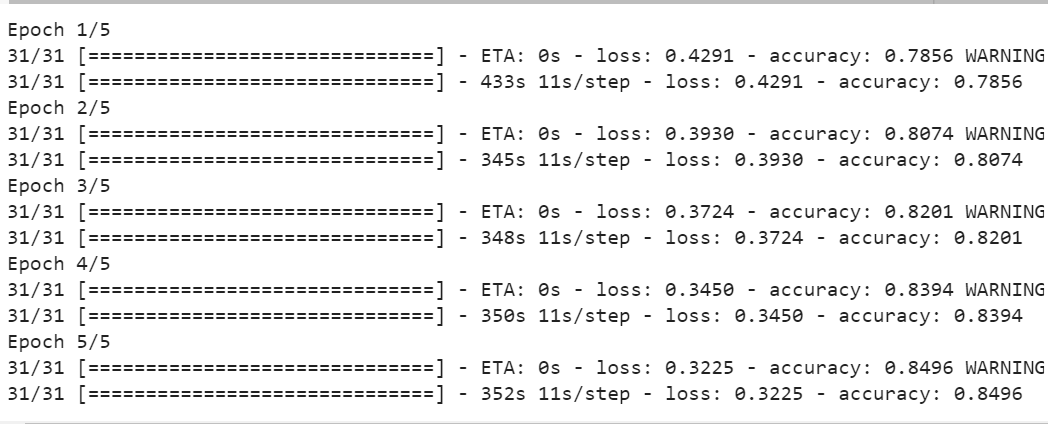 Epoch 1/5
31/31 [==============================] - ETA: 0s - loss: 0.4291 - accuracy: 0.7856 WARNING
31/31 [==============================] - 433s 11s/step - loss: 0.4291 - accuracy: 0.7856
Epoch 2/5
31/31 [==============================] - ETA: 0s - loss: 0.3930 - accuracy: 0.8074 WARNING
31/31 [==============================] - 345s 11s/step - loss: 0.3930 - accuracy: 0.8074
Epoch 3/5
31/31 [==============================] - ETA: 0s - loss: 0.3724 - accuracy: 0.8201 WARNING
31/31 [==============================] - 348s 11s/step - loss: 0.3724 - accuracy: 0.8201
Epoch 4/5
31/31 [==============================] - ETA: 0s - loss: 0.3450 - accuracy: 0.8394 WARNING
31/31 [==============================] - 350s 11s/step - loss: 0.3450 - accuracy: 0.8394
Epoch 5/5
31/31 [==============================] - ETA: 0s - loss: 0.3225 - accuracy: 0.8496 WARNING
31/31 [==============================] - 352s 11s/step - loss: 0.3225 - accuracy: 0.8496